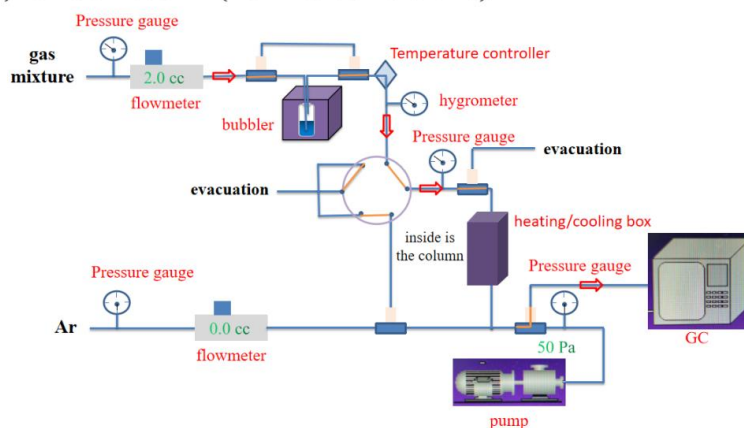 Pressure gauge
gas
mixture
2.0 cc
flowmeter
bubbler
Temperature controller
hygrometer
Pressure gauge
evacuation
evacuation
heating/cooling box
inside is
the column
Pressure gauge
Pressure gauge
Ar
0.0 cc
flowmeter
50 Pa
GC
pump